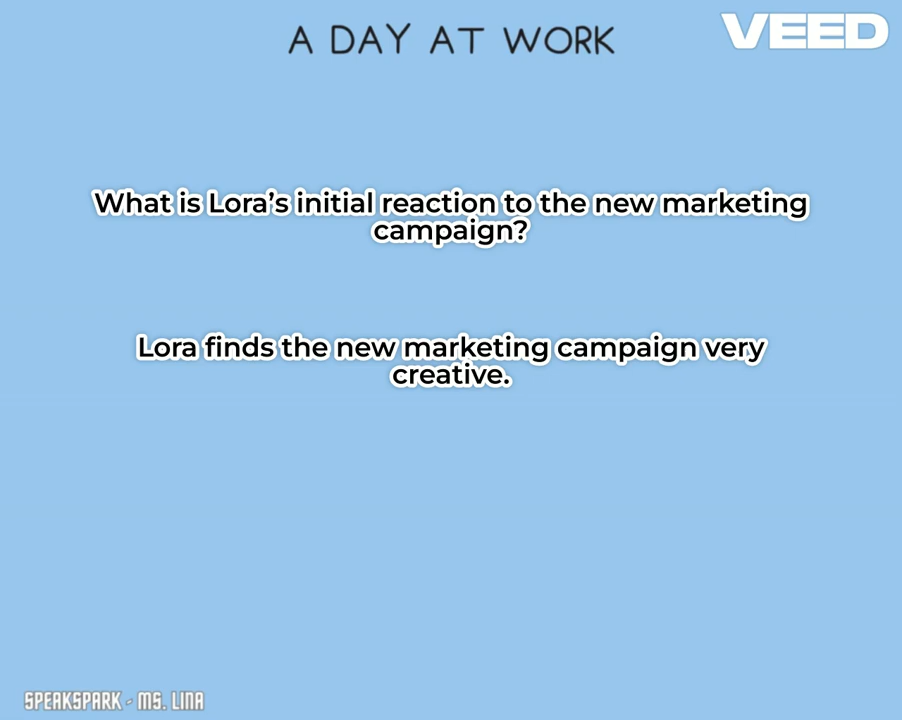 A DAY AT WORK
VEED
What is Lora’s initial reaction to the new marketing
campaign?
Lora finds the new marketing campaign very
creative.
SPEAKSPARK - MS. LINA